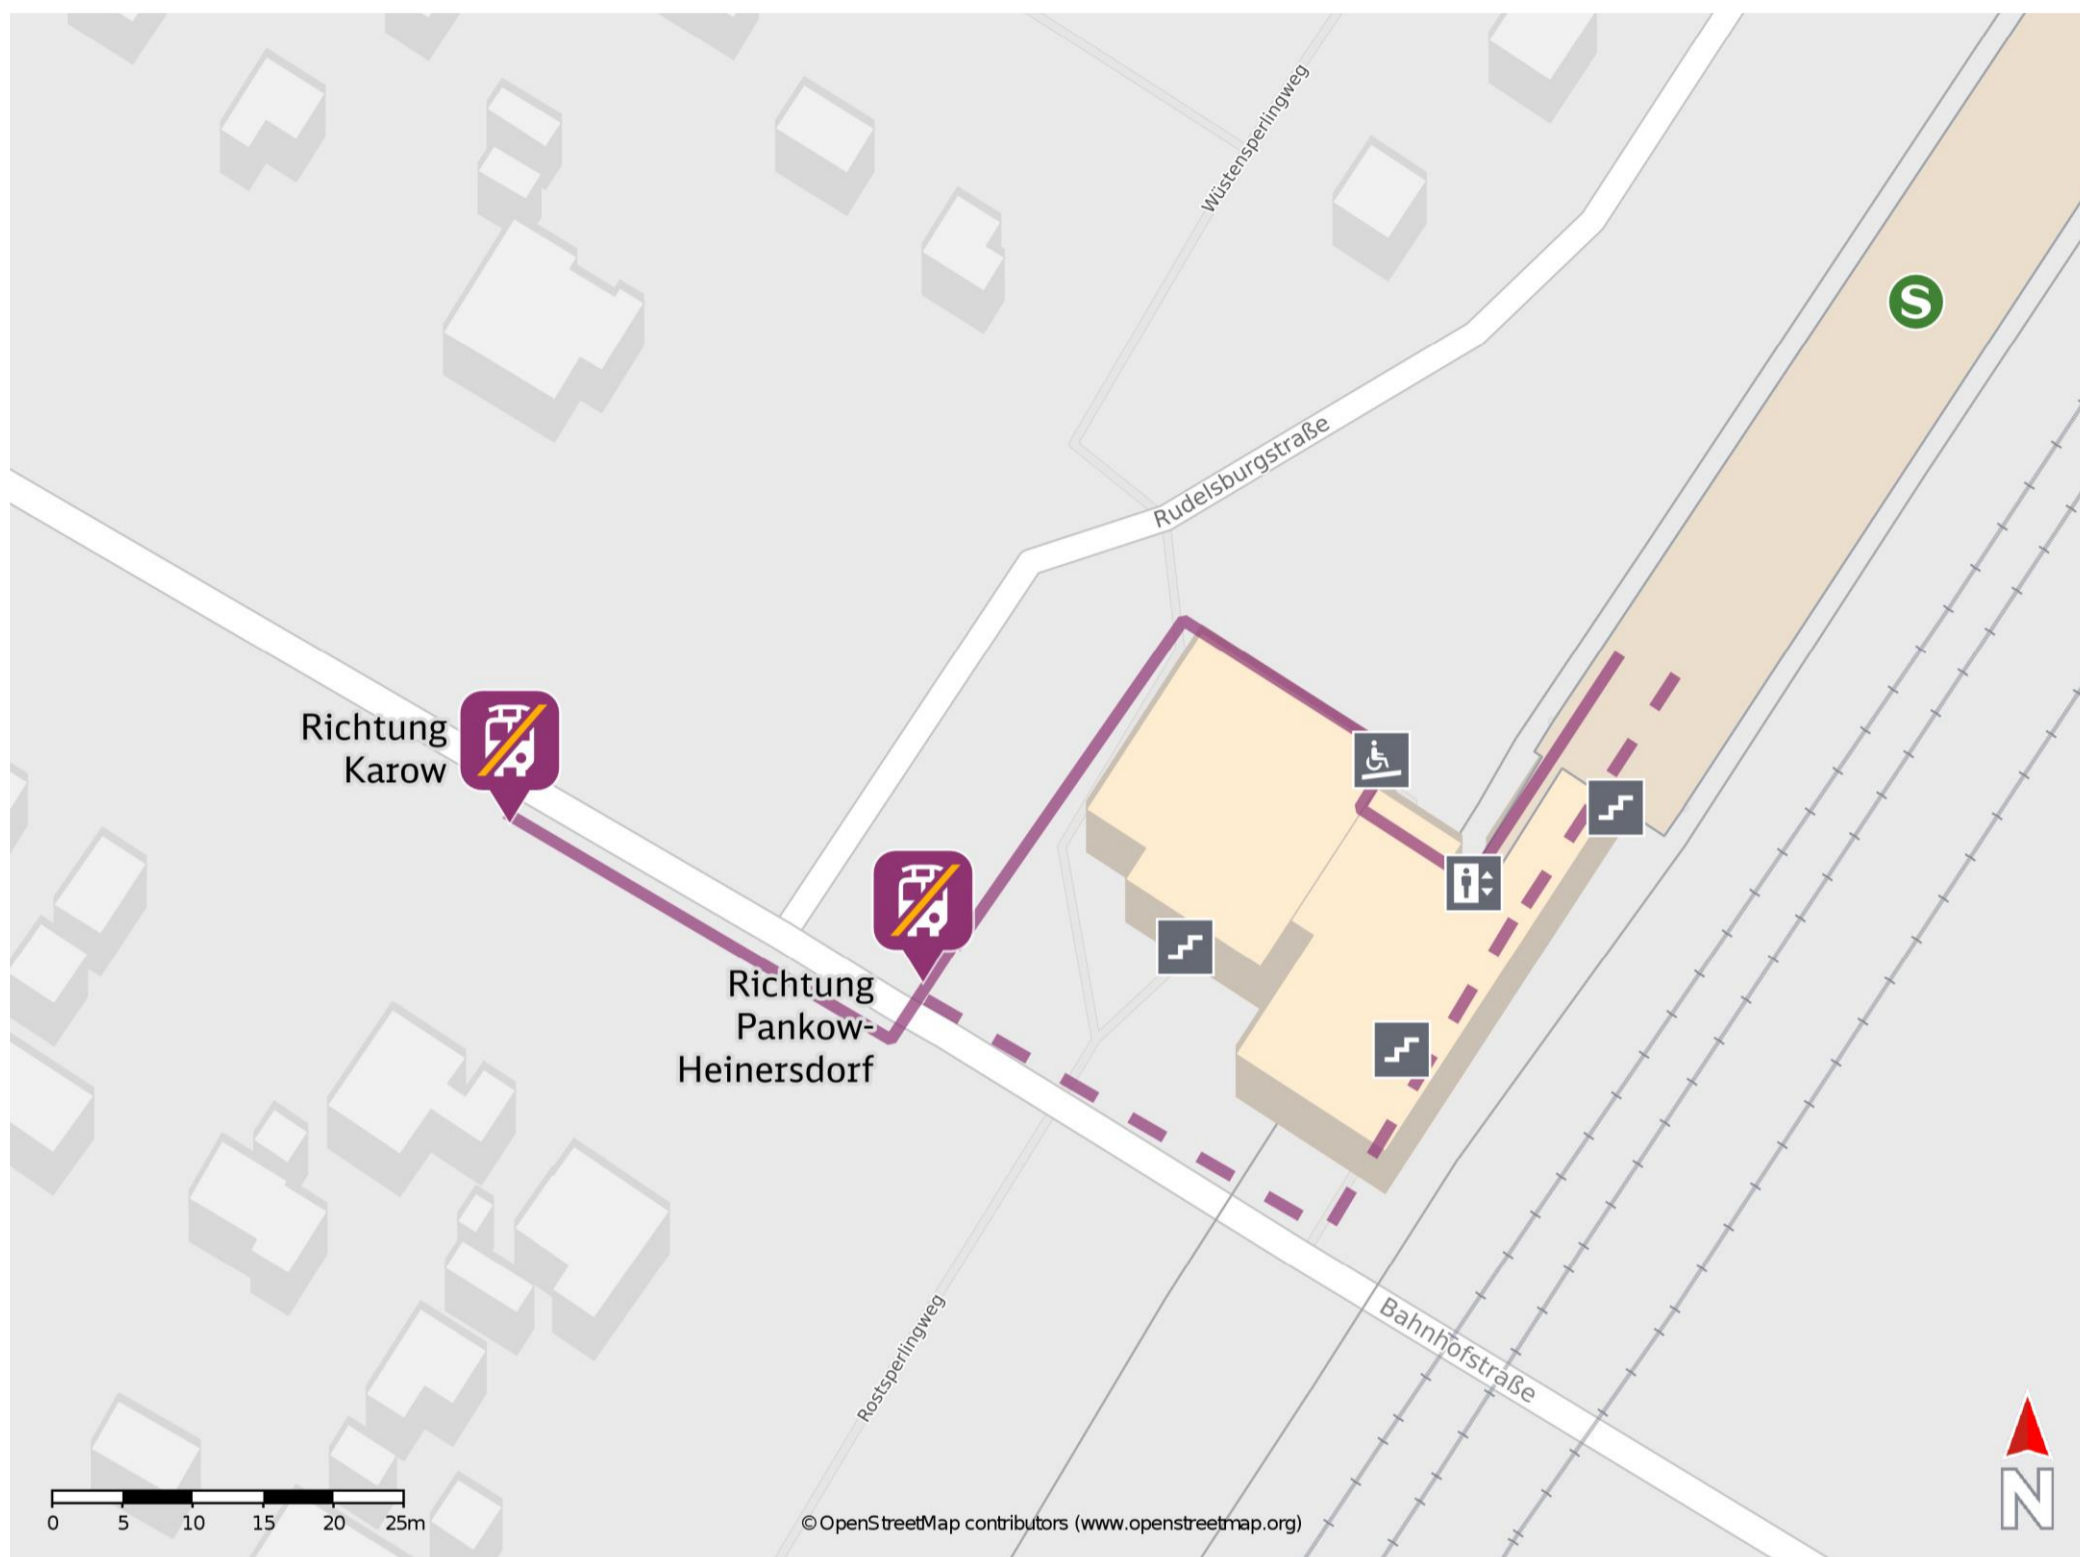 Wüstensperlingweg
S
Rudelsburgstraße
Richtung
Karow
Richtung
Pankow-
Heinersdorf
Rostsperlingweg
Bahnhofstraße
0 5 10 15 20 25m
© OpenStreetMap contributors (www.openstreetmap.org)
N